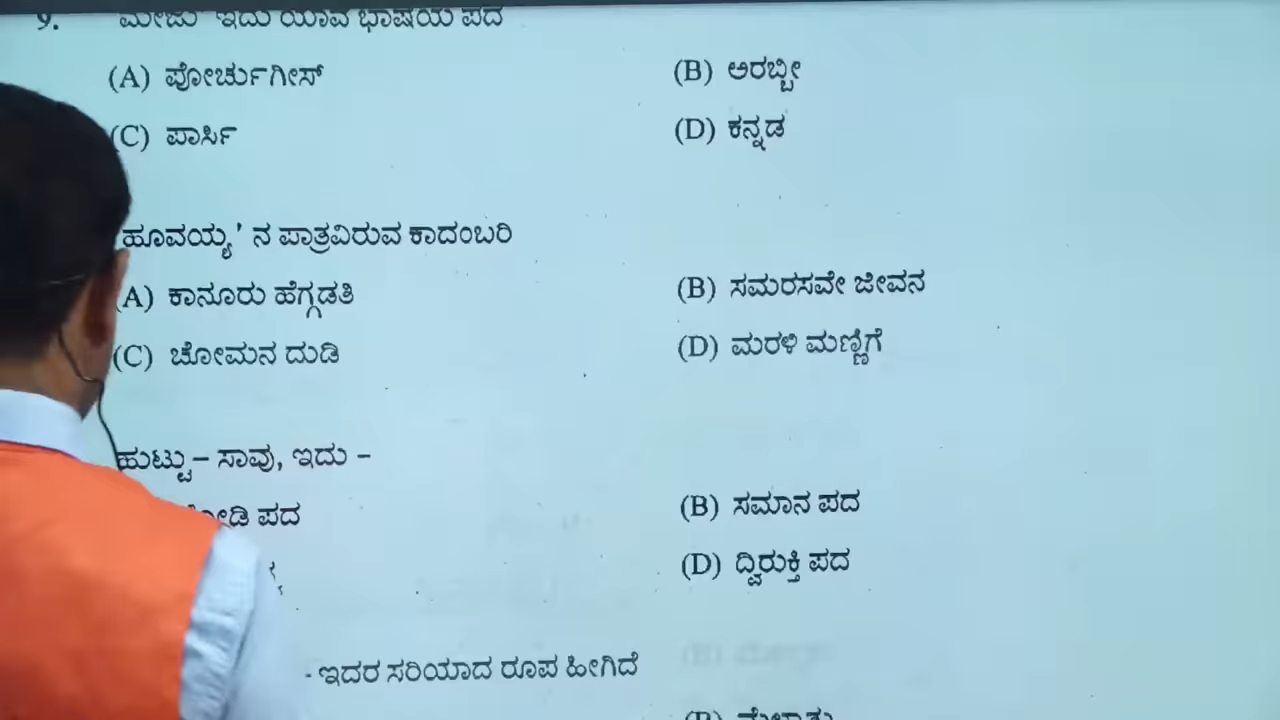 9. ಮೇಜು ಇದು ಯಾವ ಭಾಷೆಯ ಪದ
(A) ಪೋರ್ಚುಗೀಸ್ (B) ಅರಬ್ಬೀ
(C) ಪಾರ್ಸಿ (D) ಕನ್ನಡ
ಹೂವಯ್ಯ’ ನ ಪಾತ್ರವಿರುವ ಕಾದಂಬರಿ
A) ಕಾನೂರು ಹೆಗ್ಗಡತಿ (B) ಸಮರಸವೇ ಜೀವನ
(C) ಚೋಮನ ದುಡಿ (D) ಮರಳಿ ಮಣ್ಣಿಗೆ
ಹುಟ್ಟು – ಸಾವು, ಇದು –
ಪದ (B) ಸಮಾನ ಪದ
(D) ದ್ವಿರುಕ್ತಿ ಪದ
- ಇದರ ಸರಿಯಾದ ರೂಪ ಹೀಗಿದೆ